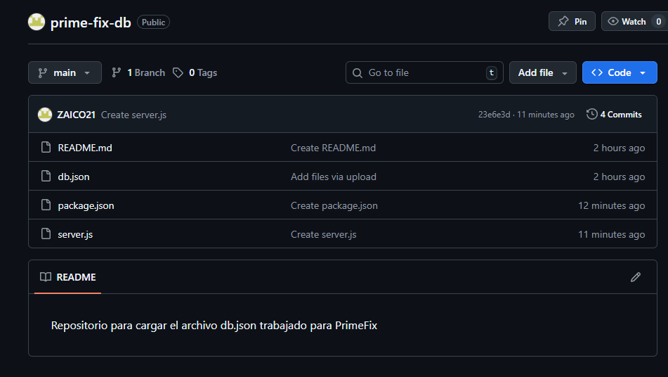 prime-fix-db Public Pin Watch 0
main 1 Branch 0 Tags Go to file t Add file Code
ZAICO21 Create server.js 23e6e3d · 11 minutes ago 4 Commits
README.md Create README.md 2 hours ago
db.json Add files via upload 2 hours ago
package.json Create package.json 12 minutes ago
server.js Create server.js 11 minutes ago
README
Repositorio para cargar el archivo db.json trabajado para PrimeFix